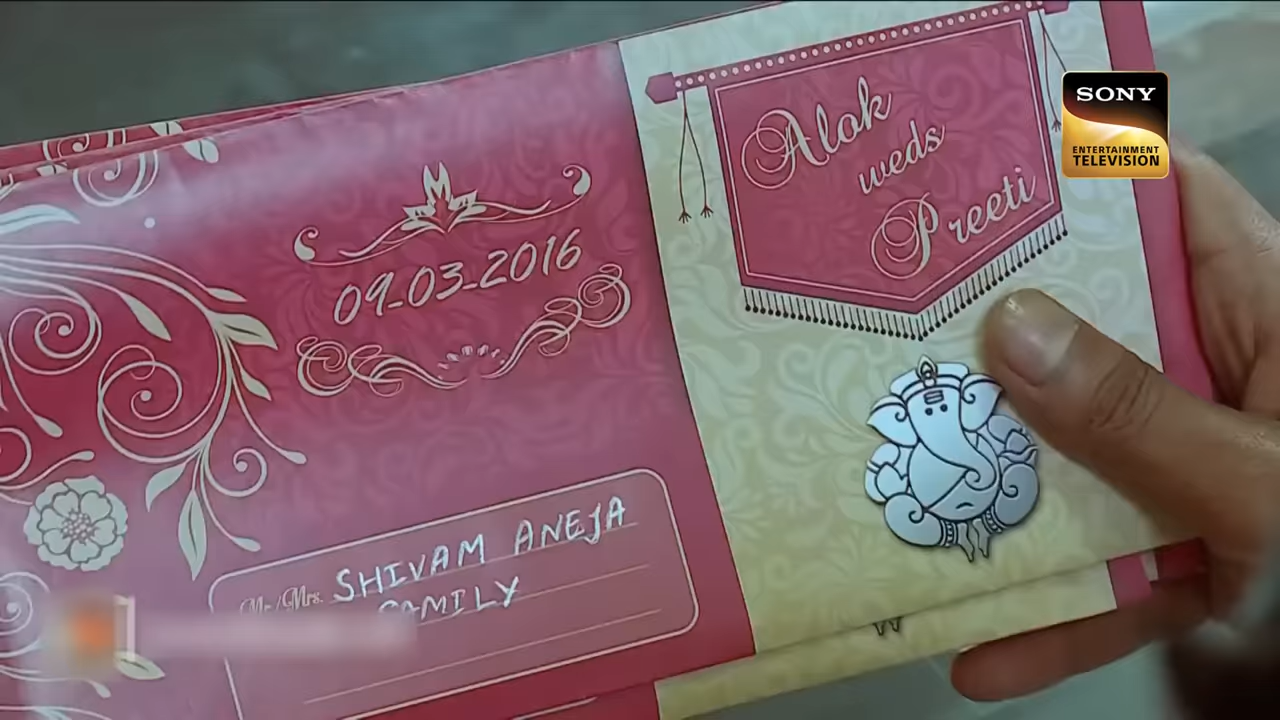 09-03-2016
Mr./Mrs. SHIVAM ANEJA
FAMILY
Alok
weds
Preeti
SONY
ENTERTAINMENT
TELEVISION